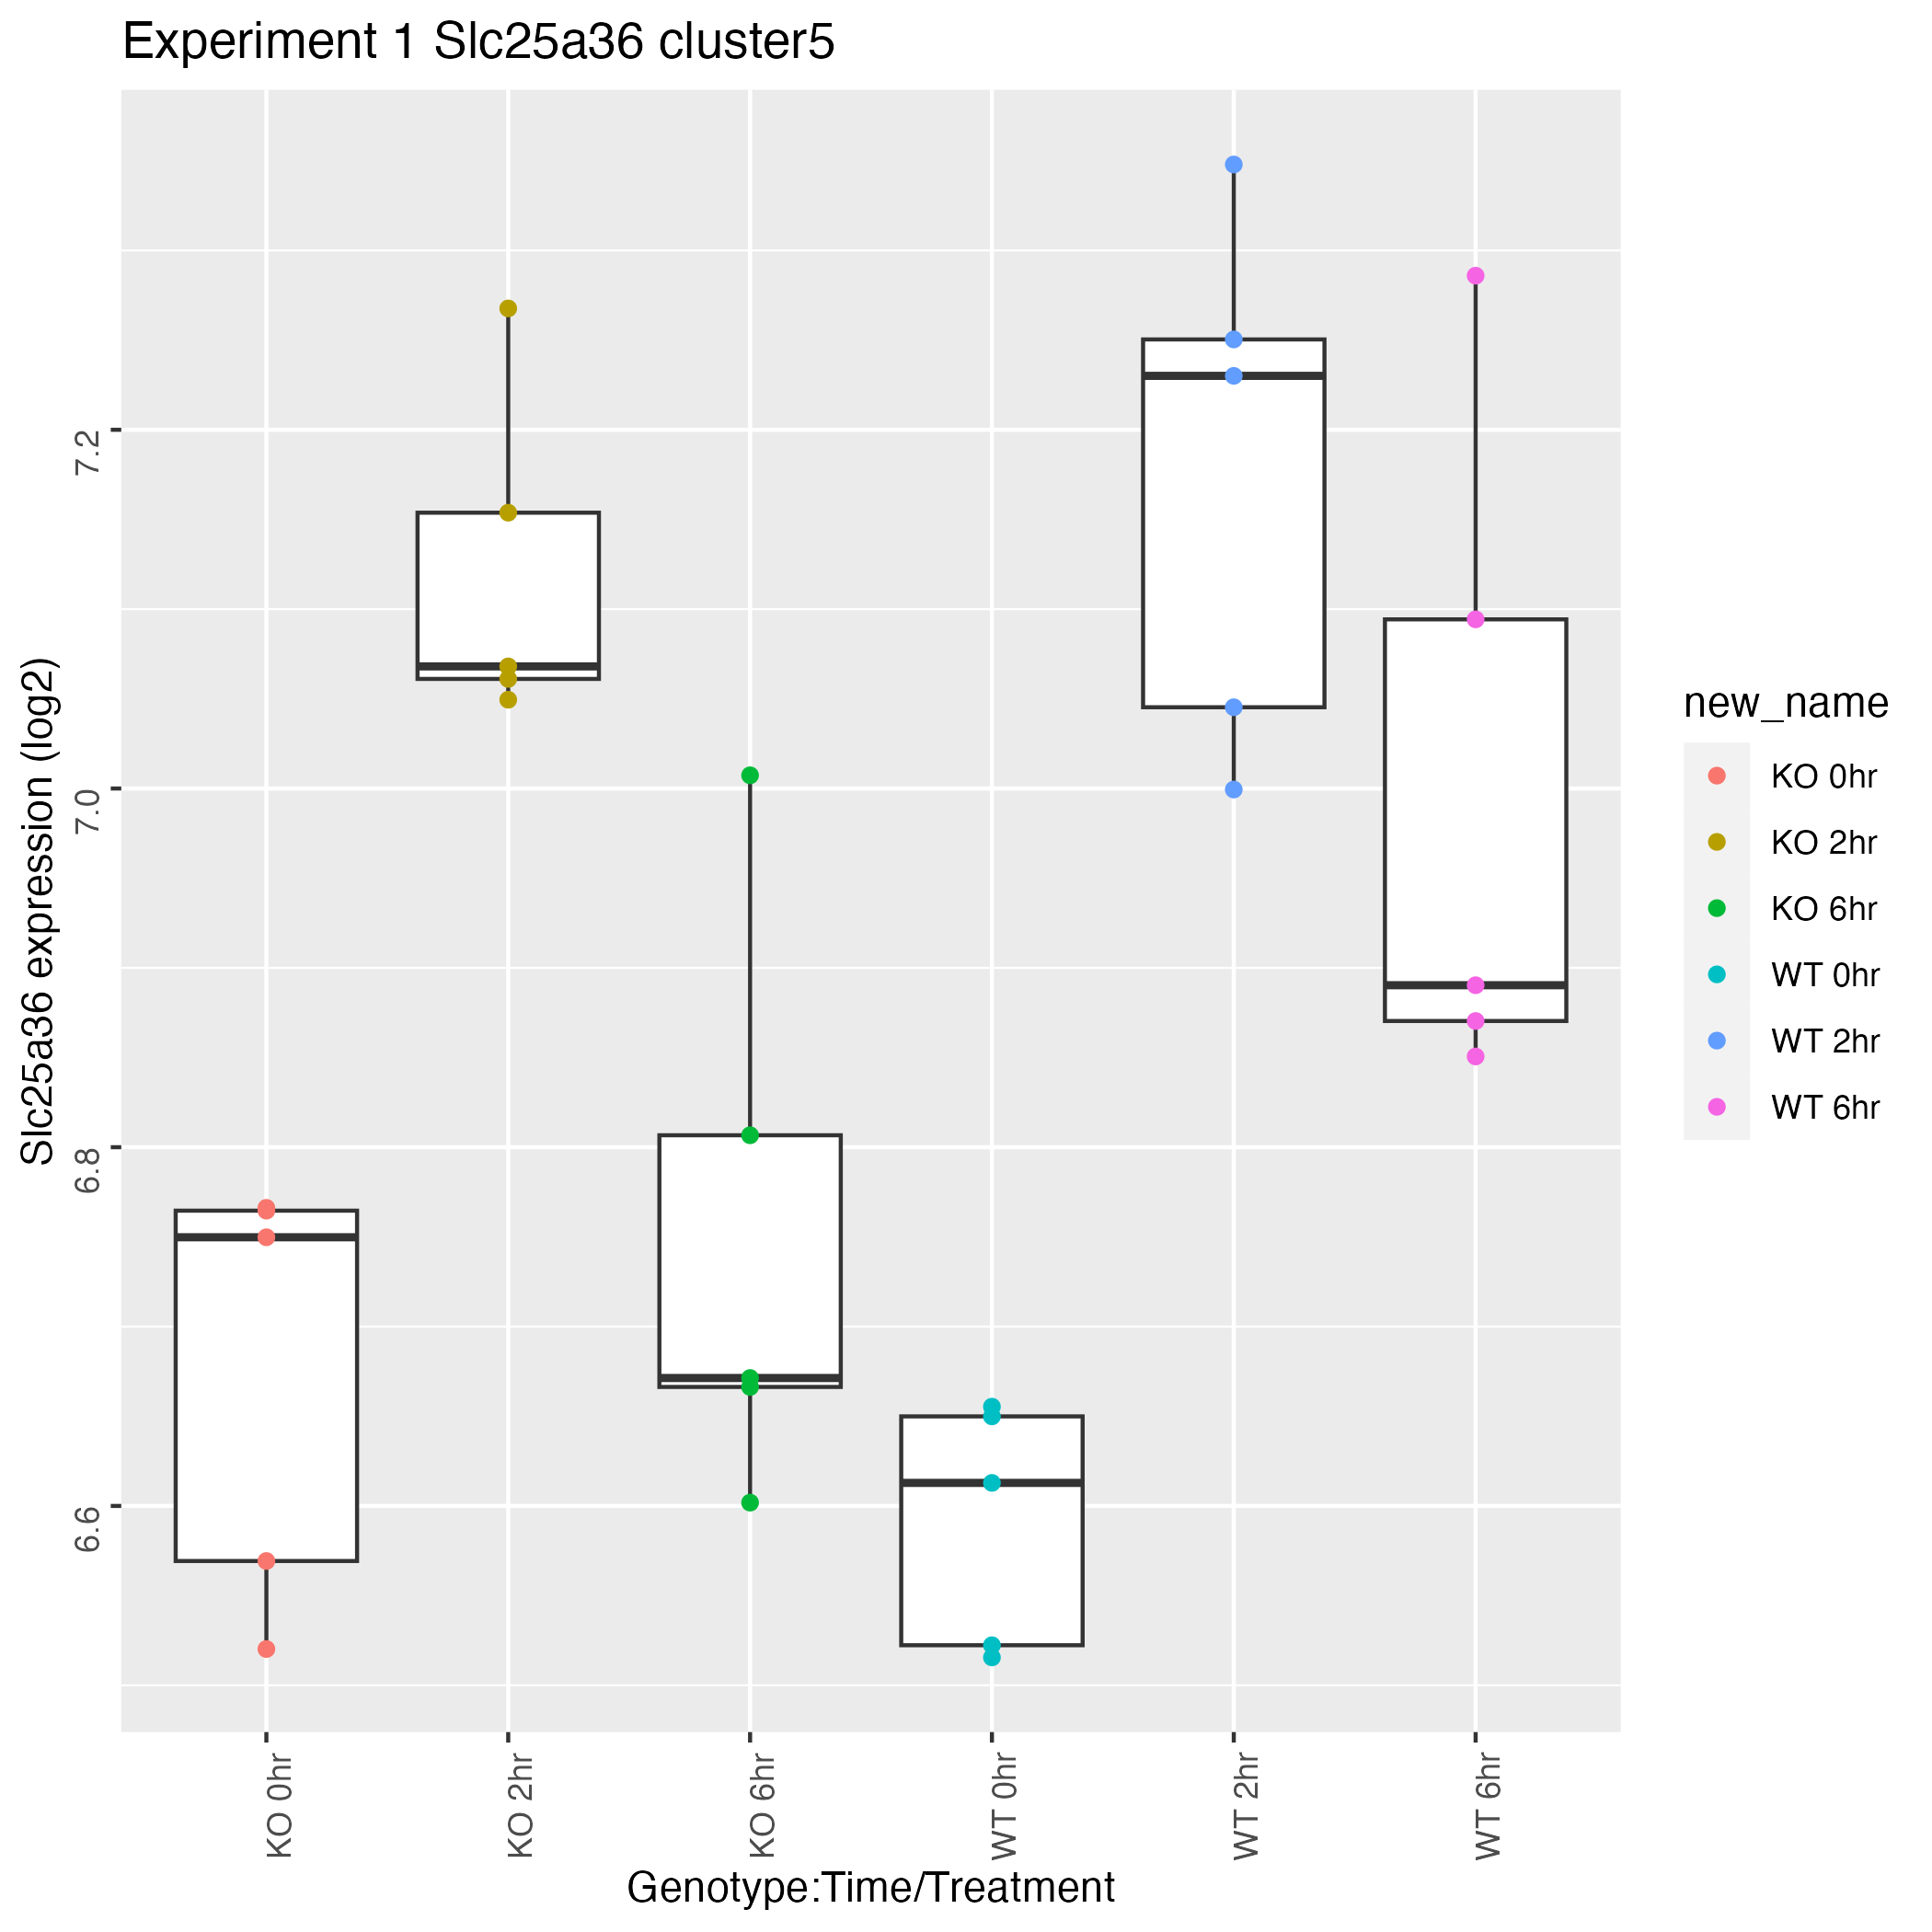 Experiment 1 Slc25a36 cluster5
Slc25a36 expression (log2)
7.2
7.0
6.8
6.6
KO 0hr
KO 2hr
KO 6hr
WT 0hr
WT 2hr
WT 6hr
Genotype:Time/Treatment
new_name
KO 0hr
KO 2hr
KO 6hr
WT 0hr
WT 2hr
WT 6hr